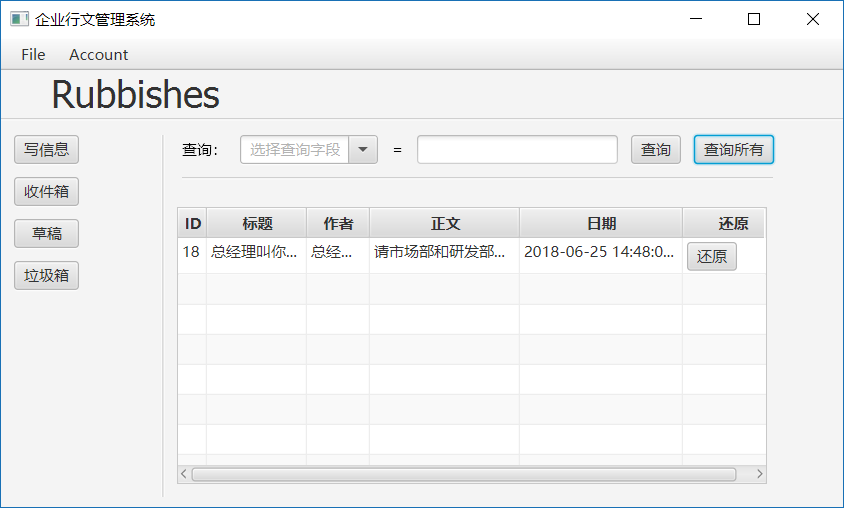 企业行文管理系统
File Account
Rubbishes
写信息
收件箱
草稿
垃圾箱
查询： 选择查询字段 = 查询 查询所有
ID 标题 作者 正文 日期 还原
18 总经理叫你... 总经... 请市场部和研发部... 2018-06-25 14:48:0... 还原